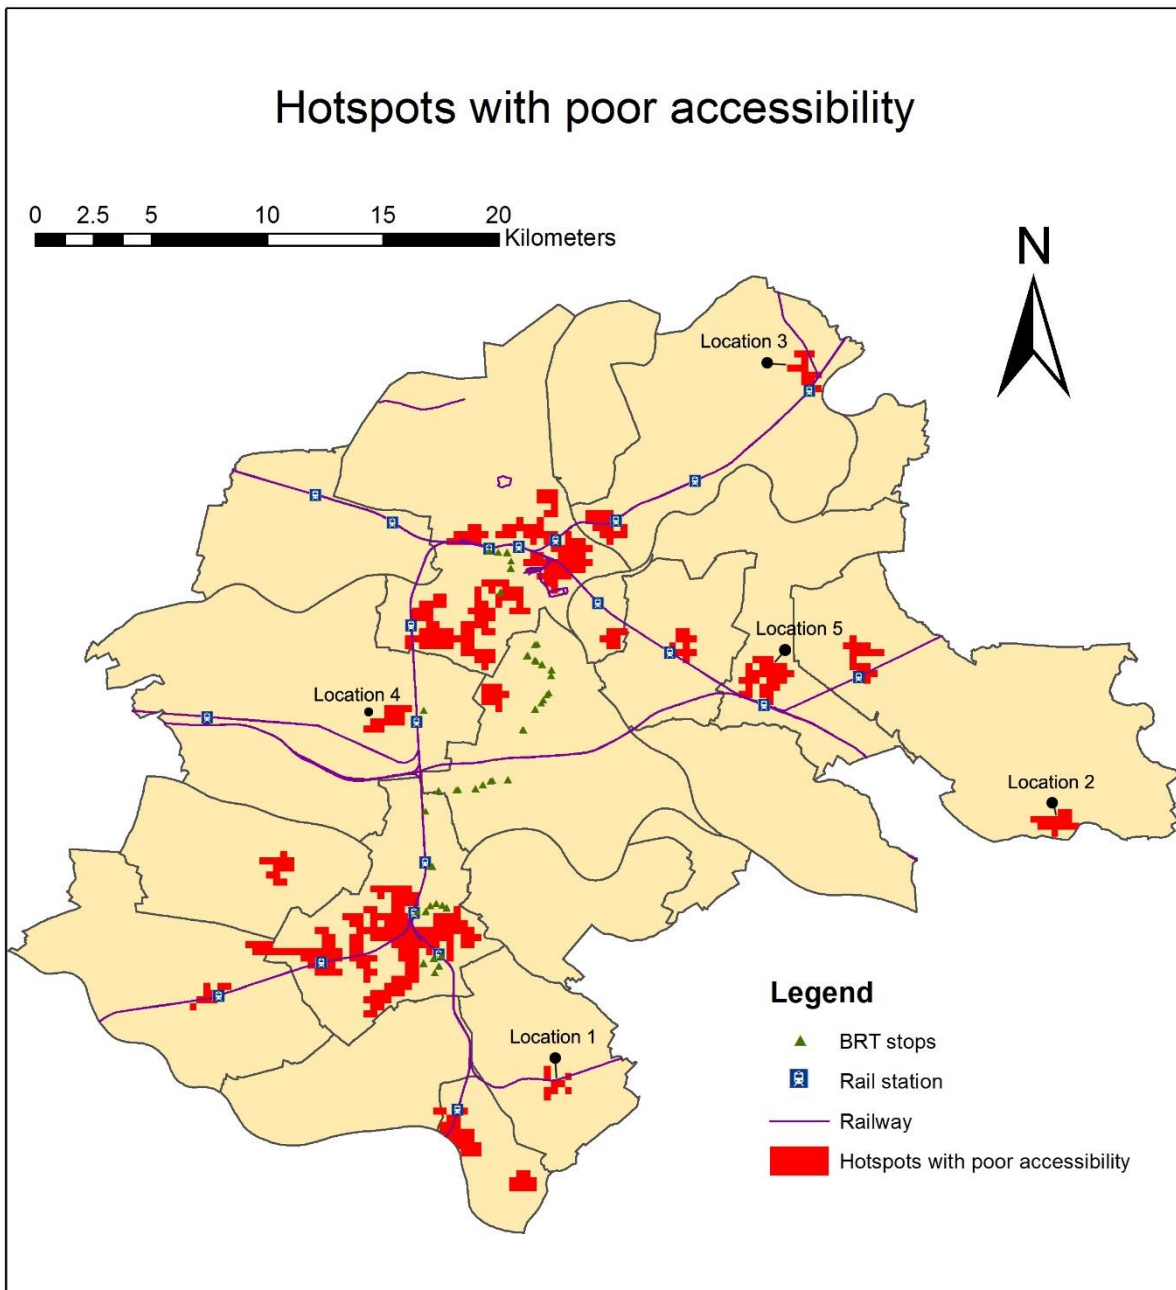 Hotspots with poor accessibility
0 2.5 5 10 15 20
Kilometers
N
Location 3
Location 5
Location 4
Location 2
Location 1
Legend
BRT stops
Rail station
Railway
Hotspots with poor accessibility